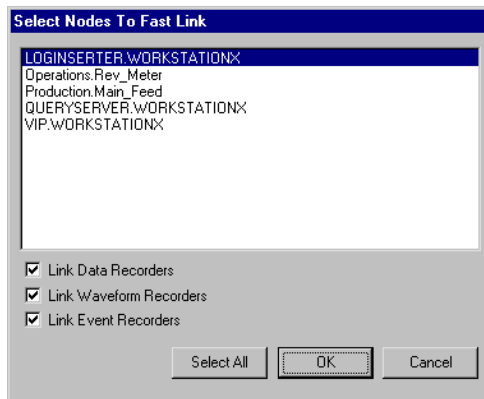 Select Nodes To Fast Link
LOGINSERTER.WORKSTATIONX
Operations.Rev_Meter
Production.Main_Feed
QUERYSERVER.WORKSTATIONX
VIP.WORKSTATIONX
Link Data Recorders
Link Waveform Recorders
Link Event Recorders
Select All OK Cancel